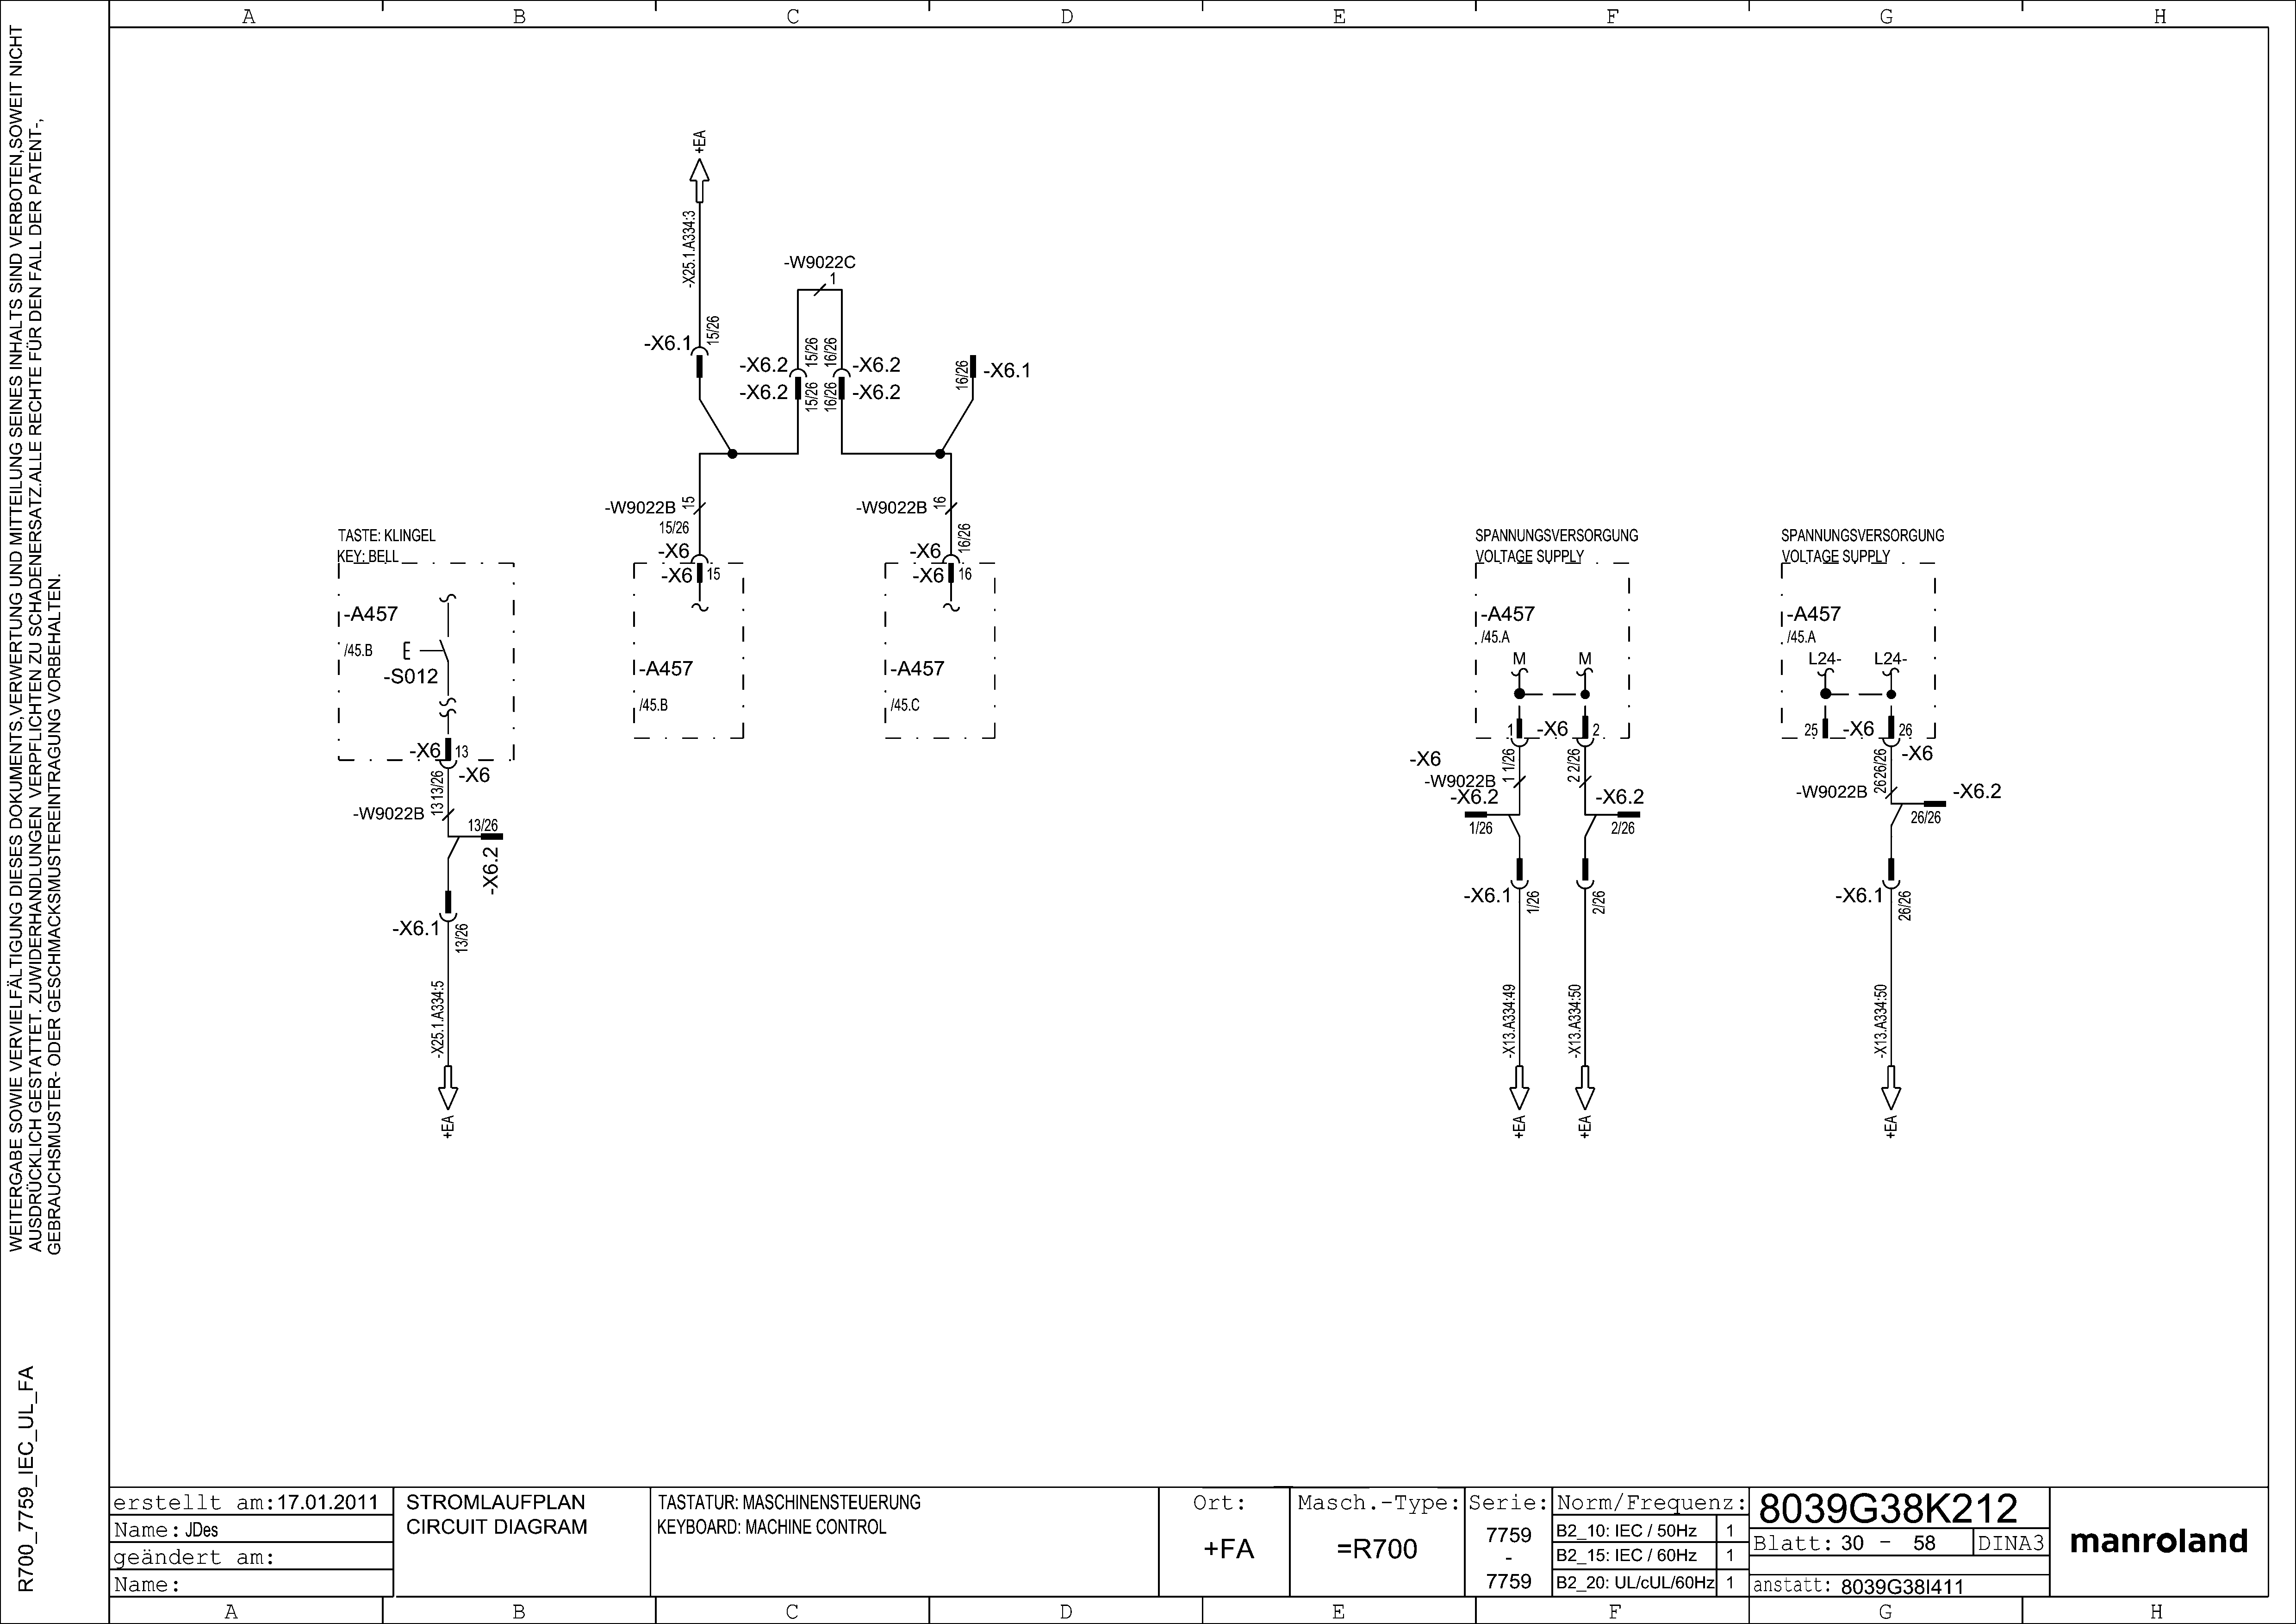 A B C D E F G H
WEITERGABE SOWIE VERVIELFÄLTIGUNG DIESES DOKUMENTS,VERWERTUNG UND MITTEILUNG SEINES INHALTS SIND VERBOTEN,SOWEIT NICHT
AUSDRÜCKLICH GESTATTET. ZUWIDERHANDLUNGEN VERPFLICHTEN ZU SCHADENERSATZ.ALLE RECHTE FÜR DEN FALL DER PATENT-,
GEBRAUCHSMUSTER- ODER GESCHMACKSMUSTEREINTRAGUNG VORBEHALTEN.
R700_7759_IEC_UL_FA
TASTE: KLINGEL
KEY: BELL
-A457
/45.B
E
-S012
-X6 13
-X6
13 13/26
-W9022B
13/26
-X6.2
-X6.1
13/26
-X25.1.A334:5
+EA
+EA
-X25.1.A334:3
-X6.1
15/26
-W9022C
1
15/26 16/26
-X6.2 -X6.2
-X6.2 -X6.2
15/26 16/26
16/26
-X6.1
-W9022B 15
15/26
-X6
-X6 15
-A457
/45.B
-W9022B 16
16/26
-X6
-X6 16
-A457
/45.C
SPANNUNGSVERSORGUNG
VOLTAGE SUPPLY
-A457
/45.A
M M
1 -X6 2
-X6
1 1/26 2 2/26
-W9022B
-X6.2 -X6.2
1/26 2/26
-X6.1
1/26 2/26
-X13.A334:49 -X13.A334:50
+EA +EA
SPANNUNGSVERSORGUNG
VOLTAGE SUPPLY
-A457
/45.A
L24- L24-
25 -X6 26
-X6
26 26/26
-W9022B
-X6.2
26/26
-X6.1
26/26
-X13.A334:50
+EA
erstellt am:17.01.2011
Name: JDes
geändert am:
Name:
STROMLAUFPLAN
CIRCUIT DIAGRAM
TASTATUR: MASCHINENSTEUERUNG
KEYBOARD: MACHINE CONTROL
Ort:
+FA
Masch.-Type:
=R700
Serie:
7759
-
7759
Norm/Frequenz:
B2_10: IEC / 50Hz 1
B2_15: IEC / 60Hz 1
B2_20: UL/cUL/60Hz 1
8039G38K212
Blatt: 30 - 58 DINA3
anstatt: 8039G38I411
manroland
A B C D E F G H